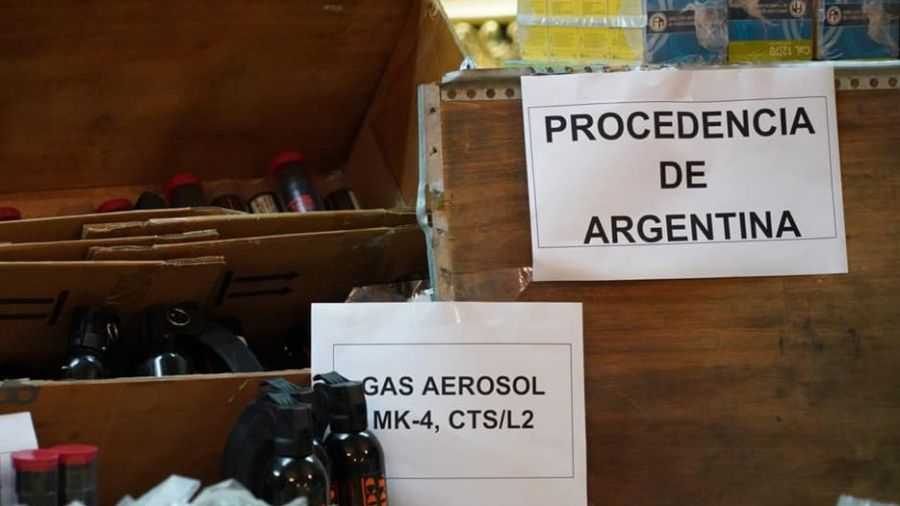 PROCEDENCIA
DE
ARGENTINA
GAS AEROSOL
MK-4, CTS/L2